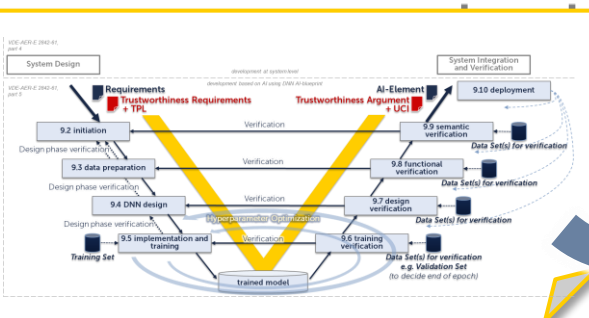 VDE-AER-E 2842-61,
part 4
System Design
System Integration
and Verification
development at system level
VDE-AER-E 2842-61,
part 5
development based on AI using DNN AI-blueprint
Requirements
Trustworthiness Requirements
+ TPL
AI-Element
Trustworthiness Argument
+ UCI
9.10 deployment
9.2 initiation
Verification
9.9 semantic
verification
Design phase verification
Data Set(s) for verification
9.3 data preparation
Verification
9.8 functional
verification
Design phase verification
Data Set(s) for verification
9.4 DNN design
Verification
9.7 design
verification
Hyperparameter Optimization
Design phase verification
Data Set(s) for verification
9.5 implementation and
training
Verification
9.6 training
verification
Training Set
Data Set(s) for verification
e.g. Validation Set
(to decide end of epoch)
trained model